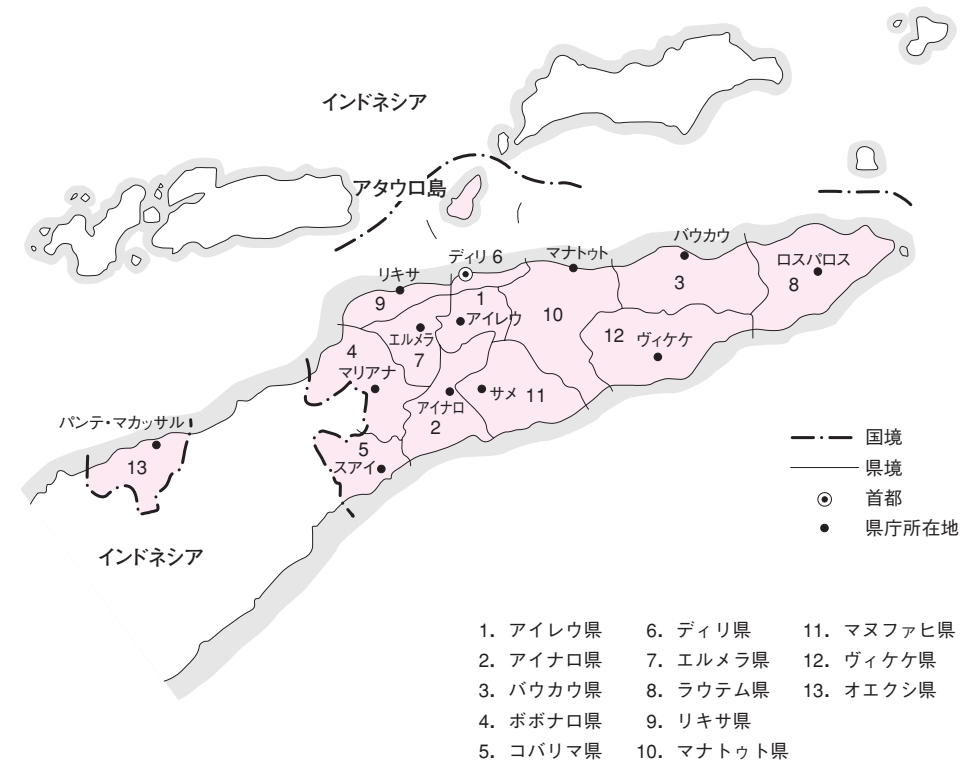 インドネシア
アタウロ島
バウカウ
ディリ 6
マナトゥト
リキサ
ロスパロス
9
1
3
8
アイレウ
10
エルメラ
12 ヴィケケ
4
7
マリアナ
サメ 11
アイナロ
2
パンテ・マカッサル
5
スアイ
13
インドネシア
国境
県境
首都
県庁所在地
1. アイレウ県 6. ディリ県 11. マヌファヒ県
2. アイナロ県 7. エルメラ県 12. ヴィケケ県
3. バウカウ県 8. ラウテム県 13. オエクシ県
4. ボボナロ県 9. リキサ県
5. コバリマ県 10. マナトゥト県